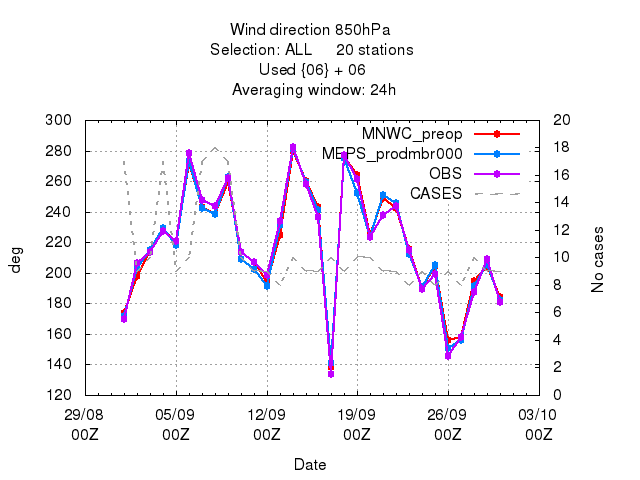 Wind direction 850hPa
Selection: ALL 20 stations
Used {06} + 06
Averaging window: 24h
MNWC_preop
MEPS_prodmbr000
OBS
CASES
300
280
260
240
220
200
180
160
140
120
deg
20
18
16
14
12
10
8
6
4
2
0
No cases
29/08 05/09 12/09 19/09 26/09 03/10
00Z 00Z 00Z 00Z 00Z 00Z
Date